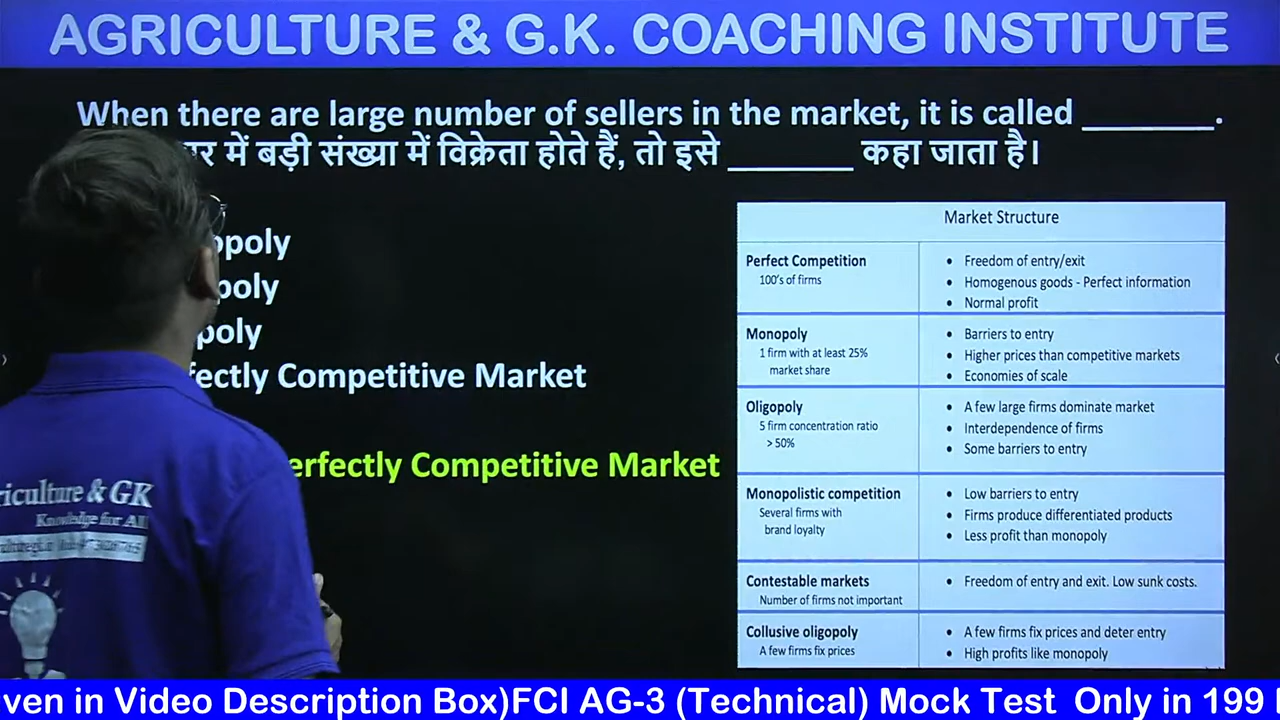 AGRICULTURE & G.K. COACHING INSTITUTE
When there are large number of sellers in the market, it is called ________.
में बड़ी संख्या में विक्रेता होते हैं, तो इसे ________ कहा जाता है।
opoly
poly
poly
fectly Competitive Market
erfectly Competitive Market
Market Structure
Perfect Competition
100's of firms
• Freedom of entry/exit
• Homogenous goods - Perfect information
• Normal profit
Monopoly
1 firm with at least 25%
market share
• Barriers to entry
• Higher prices than competitive markets
• Economies of scale
Oligopoly
5 firm concentration ratio
> 50%
• A few large firms dominate market
• Interdependence of firms
• Some barriers to entry
Monopolistic competition
Several firms with
brand loyalty
• Low barriers to entry
• Firms produce differentiated products
• Less profit than monopoly
Contestable markets
Number of firms not important
• Freedom of entry and exit. Low sunk costs.
Collusive oligopoly
A few firms fix prices
• A few firms fix prices and deter entry
• High profits like monopoly
riculture & GK
Knowledge for All
ven in Video Description Box)FCI AG-3 (Technical) Mock Test Only in 199